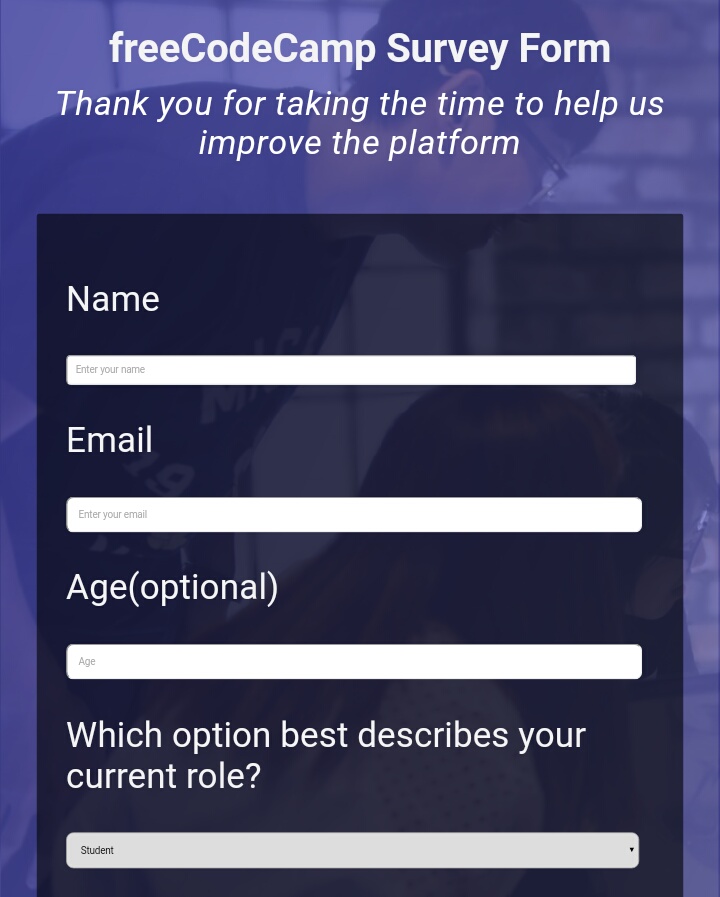 freeCodeCamp Survey Form
Thank you for taking the time to help us
improve the platform
Name
Enter your name
Email
Enter your email
Age(optional)
Age
Which option best describes your
current role?
Student
19